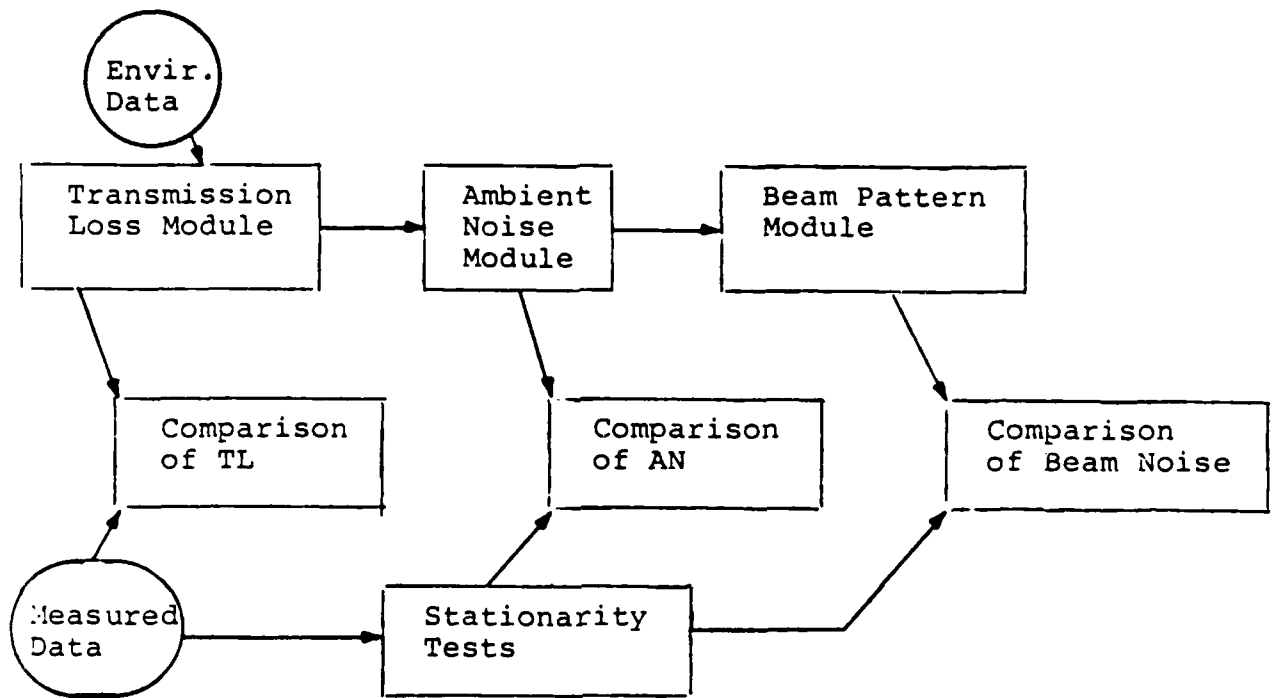 Envir.
Data
Transmission
Loss Module
Ambient
Noise
Module
Beam Pattern
Module
Comparison
of TL
Comparison
of AN
Comparison
of Beam Noise
Measured
Data
Stationarity
Tests